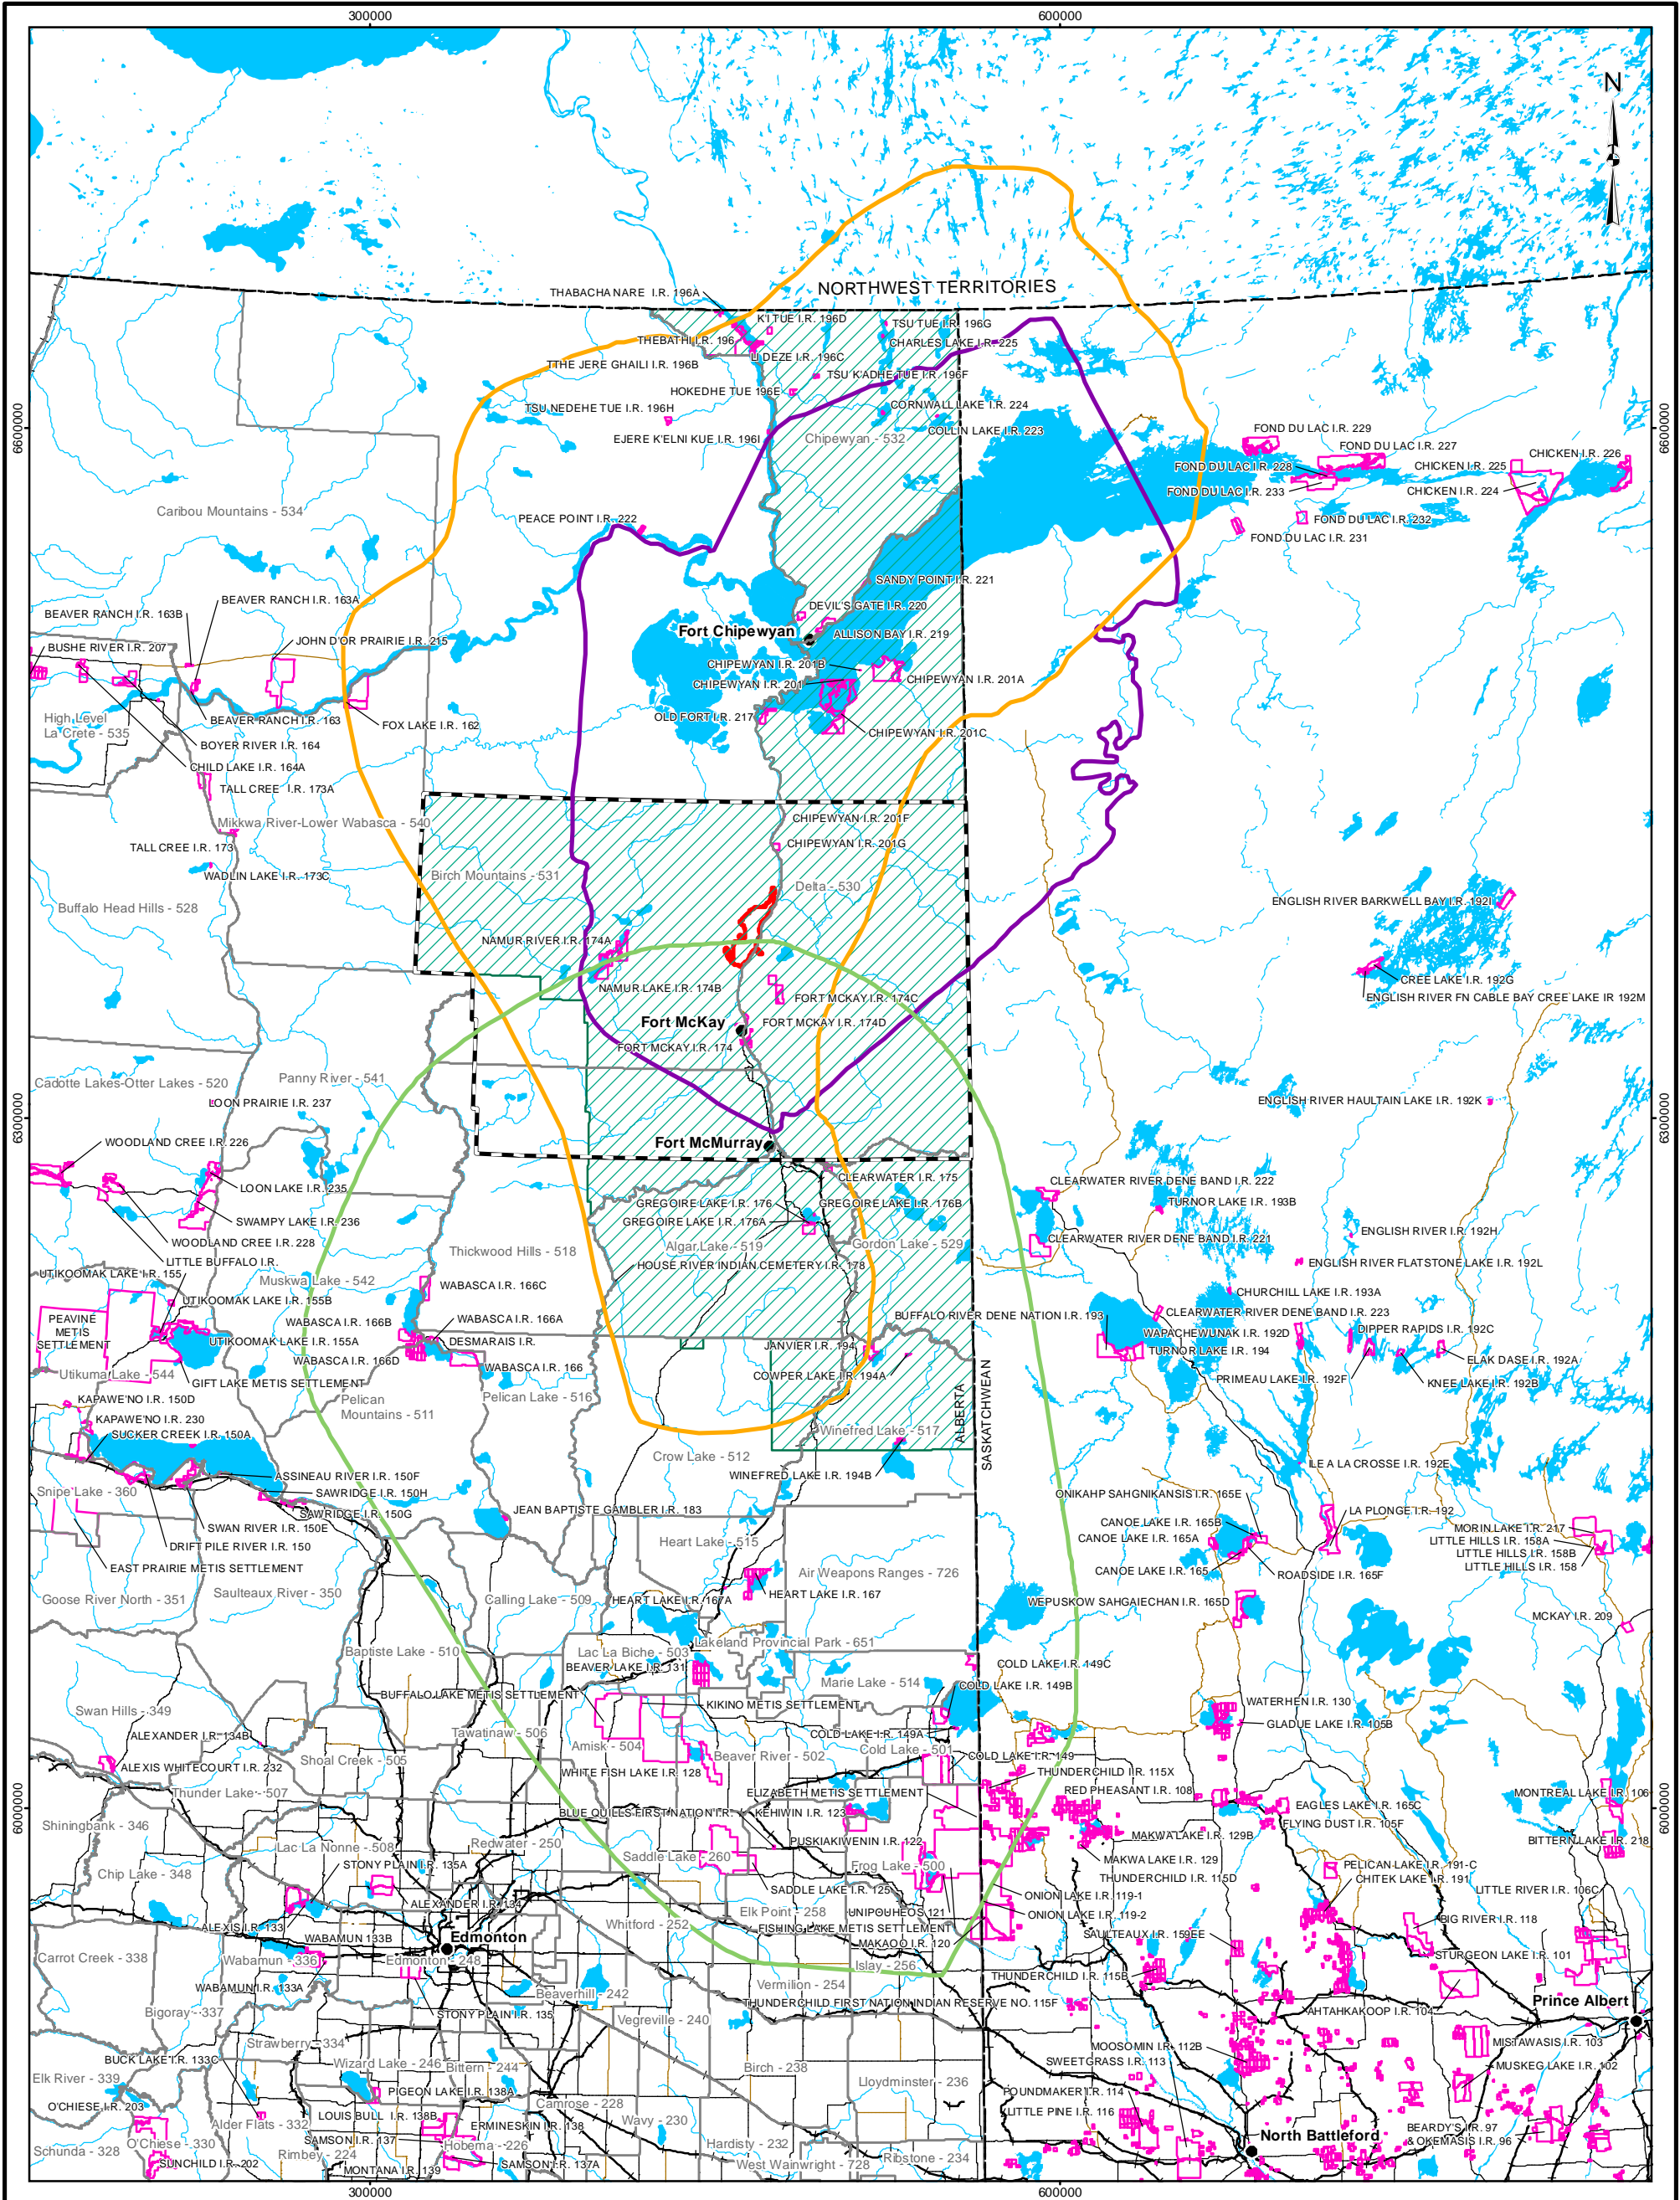 300000
600000
N
NORTHWEST TERRITORIES
THABACHA NARE I.R. 196A
K'I TUE I.R. 196D
TSU TUE I.R. 196G
THEBATHI I.R. 196
CHARLES LAKE I.R. 225
LI DEZE I.R. 196C
TTHE JERE GHAILI I.R. 196B
TSU K'ADHE TUE I.R. 196F
HOKEDHE TUE 196E
TSU NEDEHE TUE I.R. 196H
CORNWALL LAKE I.R. 224
COLLIN LAKE I.R. 223
EJERE K'ELNI KUE I.R. 196I
Chipewyan - 532
6600000
6600000
FOND DU LAC I.R. 229
FOND DU LAC I.R. 227
CHICKEN I.R. 226
FOND DU LAC I.R. 228
CHICKEN I.R. 225
FOND DU LAC I.R. 233
CHICKEN I.R. 224
Caribou Mountains - 534
PEACE POINT I.R. 222
FOND DU LAC I.R. 232
FOND DU LAC I.R. 231
SANDY POINT I.R. 221
BEAVER RANCH I.R. 163A
BEAVER RANCH I.R. 163B
DEVIL'S GATE I.R. 220
Fort Chipewyan
ALLISON BAY I.R. 219
JOHN D'OR PRAIRIE I.R. 215
BUSHE RIVER I.R. 207
CHIPEWYAN I.R. 201B
CHIPEWYAN I.R. 201A
CHIPEWYAN I.R. 201
OLD FORT I.R. 217
High Level
La Crete - 535
BEAVER RANCH I.R. 163
FOX LAKE I.R. 162
CHIPEWYAN I.R. 201C
BOYER RIVER I.R. 164
CHILD LAKE I.R. 164A
TALL CREE I.R. 173A
Mikkwa River-Lower Wabasca - 540
CHIPEWYAN I.R. 201F
TALL CREE I.R. 173
CHIPEWYAN I.R. 201G
WADLIN LAKE I.R. 173C
Birch Mountains - 531
Delta - 530
Buffalo Head Hills - 528
ENGLISH RIVER BARKWELL BAY I.R. 192I
NAMUR RIVER I.R. 174A
CREE LAKE I.R. 192G
NAMUR LAKE I.R. 174B
FORT MCKAY I.R. 174C
ENGLISH RIVER FN CABLE BAY CREE LAKE IR 192M
Fort McKay
FORT MCKAY I.R. 174D
FORT MCKAY I.R. 174
Cadotte Lakes-Otter Lakes - 520
Panny River - 541
LOON PRAIRIE I.R. 237
ENGLISH RIVER HAULTAIN LAKE I.R. 192K
6300000
6300000
WOODLAND CREE I.R. 226
Fort McMurray
LOON LAKE I.R. 235
CLEARWATER I.R. 175
CLEARWATER RIVER DENE BAND I.R. 222
GREGOIRE LAKE I.R. 176
GREGOIRE LAKE I.R. 176B
TURNOR LAKE I.R. 193B
SWAMPY LAKE I.R. 236
GREGOIRE LAKE I.R. 176A
ENGLISH RIVER I.R. 192H
WOODLAND CREE I.R. 228
Thickwood Hills - 518
Algar Lake - 519
Gordon Lake - 529
CLEARWATER RIVER DENE BAND I.R. 221
LITTLE BUFFALO I.R.
HOUSE RIVER INDIAN CEMETERY I.R. 178
ENGLISH RIVER FLATSTONE LAKE I.R. 192L
UTIKOOMAK LAKE I.R. 155
Muskwa Lake - 542
WABASCA I.R. 166C
CHURCHILL LAKE I.R. 193A
UTIKOOMAK LAKE I.R. 155B
BUFFALO RIVER DENE NATION I.R. 193
CLEARWATER RIVER DENE BAND I.R. 223
PEAVINE
METIS
SETTLEMENT
WABASCA I.R. 166B
WABASCA I.R. 166A
WAPACHEWUNAK I.R. 192D
DIPPER RAPIDS I.R. 192C
UTIKOOMAK LAKE I.R. 155A
DESMARAIS I.R.
JANVIER I.R. 194
TURNOR LAKE I.R. 194
WABASCA I.R. 166D
WABASCA I.R. 166
ELAK DASE I.R. 192A
Utikuma Lake - 544
GIFT LAKE METIS SETTLEMENT
COWPER LAKE I.R. 194A
PRIMEAU LAKE I.R. 192F
KNEE LAKE I.R. 192B
KAPAWE'NO I.R. 150D
Pelican
Mountains - 511
Pelican Lake - 516
ALBERTA
SASKATCHWEAN
KAPAWE'NO I.R. 230
SUCKER CREEK I.R. 150A
Winefred Lake - 517
Crow Lake - 512
ILE A LA CROSSE I.R. 192E
ASSINEAU RIVER I.R. 150F
WINEFRED LAKE I.R. 194B
Snipe Lake - 360
SAWRIDGE I.R. 150H
ONIKAHP SAHGNIKANSIS I.R. 165E
SAWRIDGE I.R. 150G
JEAN BAPTISTE GAMBLER I.R. 183
LA PLONGE I.R. 192
SWAN RIVER I.R. 150E
CANOE LAKE I.R. 165B
MORIN LAKE I.R. 217
DRIFT PILE RIVER I.R. 150
Heart Lake - 515
CANOE LAKE I.R. 165A
LITTLE HILLS I.R. 158A
LITTLE HILLS I.R. 158B
EAST PRAIRIE METIS SETTLEMENT
Air Weapons Ranges - 726
CANOE LAKE I.R. 165
ROADSIDE I.R. 165F
LITTLE HILLS I.R. 158
Saulteaux River - 350
Goose River North - 351
Calling Lake - 509
HEART LAKE I.R. 167A
HEART LAKE I.R. 167
WEPUSKOW SAHGAIECHAN I.R. 165D
MCKAY I.R. 209
Baptiste Lake - 510
Lac La Biche - 503
Lakeland Provincial Park - 651
BEAVER LAKE I.R. 131
COLD LAKE I.R. 149C
Marie Lake - 514
BUFFALO LAKE METIS SETTLEMENT
COLD LAKE I.R. 149B
Swan Hills - 349
KIKINO METIS SETTLEMENT
WATERHEN I.R. 130
ALEXANDER I.R. 134B
Tawatinaw - 506
COLD LAKE I.R. 149A
GLADUE LAKE I.R. 105B
Amisk - 504
Beaver River - 502
Cold Lake - 501
COLD LAKE I.R. 149
Shoal Creek - 505
ALEXIS WHITECOURT I.R. 232
WHITE FISH LAKE I.R. 128
THUNDERCHILD I.R. 115X
Thunder Lake - 507
ELIZABETH METIS SETTLEMENT
RED PHEASANT I.R. 108
MONTREAL LAKE I.R. 106
6000000
6000000
BLUE QUILLS FIRST NATION I.R.
KEHIWIN I.R. 123
EAGLES LAKE I.R. 165C
Shiningbank - 346
FLYING DUST I.R. 105F
Lac La Nonne - 508
Redwater - 250
PUSKIAKIWENIN I.R. 122
MAKWA LAKE I.R. 129B
BITTERN LAKE I.R. 218
Saddle Lake - 260
Frog Lake - 500
MAKWA LAKE I.R. 129
STONY PLAIN I.R. 135A
PELICAN LAKE I.R. 191-C
Chip Lake - 348
THUNDERCHILD I.R. 115D
CHITEK LAKE I.R. 191
SADDLE LAKE I.R. 125
LITTLE RIVER I.R. 106C
ALEXANDER I.R. 134
ONION LAKE I.R. 119-1
Elk Point - 258
UNIPOUHEOS 121
ONION LAKE I.R. 119-2
BIG RIVER I.R. 118
ALEXIS I.R. 133
Whitford - 252
FISHING LAKE METIS SETTLEMENT
Edmonton
WABAMUN 133B
MAKAOO I.R. 120
SAULTEAUX I.R. 159EE
STURGEON LAKE I.R. 101
Carrot Creek - 338
Wabamun - 336
Edmonton - 248
Islay - 256
THUNDERCHILD I.R. 115B
WABAMUN I.R. 133A
Vermilion - 254
Beaverhill - 242
THUNDERCHILD FIRST NATION INDIAN RESERVE NO. 115F
Prince Albert
Bigoray - 337
STONY PLAIN I.R. 135
Vegreville - 240
AHTAHKAKOOP I.R. 104
Strawberry - 334
MOOSOMIN I.R. 112B
MISTAWASIS I.R. 103
BUCK LAKE I.R. 133C
Wizard Lake - 246
Bittern - 244
Birch - 238
SWEETGRASS I.R. 113
MUSKEG LAKE I.R. 102
Elk River - 339
Lloydminster - 236
PIGEON LAKE I.R. 138A
Camrose - 228
POUNDMAKER I.R. 114
O'CHIESE I.R. 203
LOUIS BULL I.R. 138B
LITTLE PINE I.R. 116
Alder Flats - 332
ERMINESKIN I.R. 138
Wavy - 230
BEARDY'S I.R. 97
& OKEMASIS I.R. 96
SAMSON I.R. 137
North Battleford
O'Chiese - 330
Hobema - 226
Hardisty - 232
Schunda - 328
Rimbey - 224
Ribstone - 234
SUNCHILD I.R. 202
MONTANA I.R. 139
SAMSON I.R. 137A
West Wainwright - 728
300000
600000